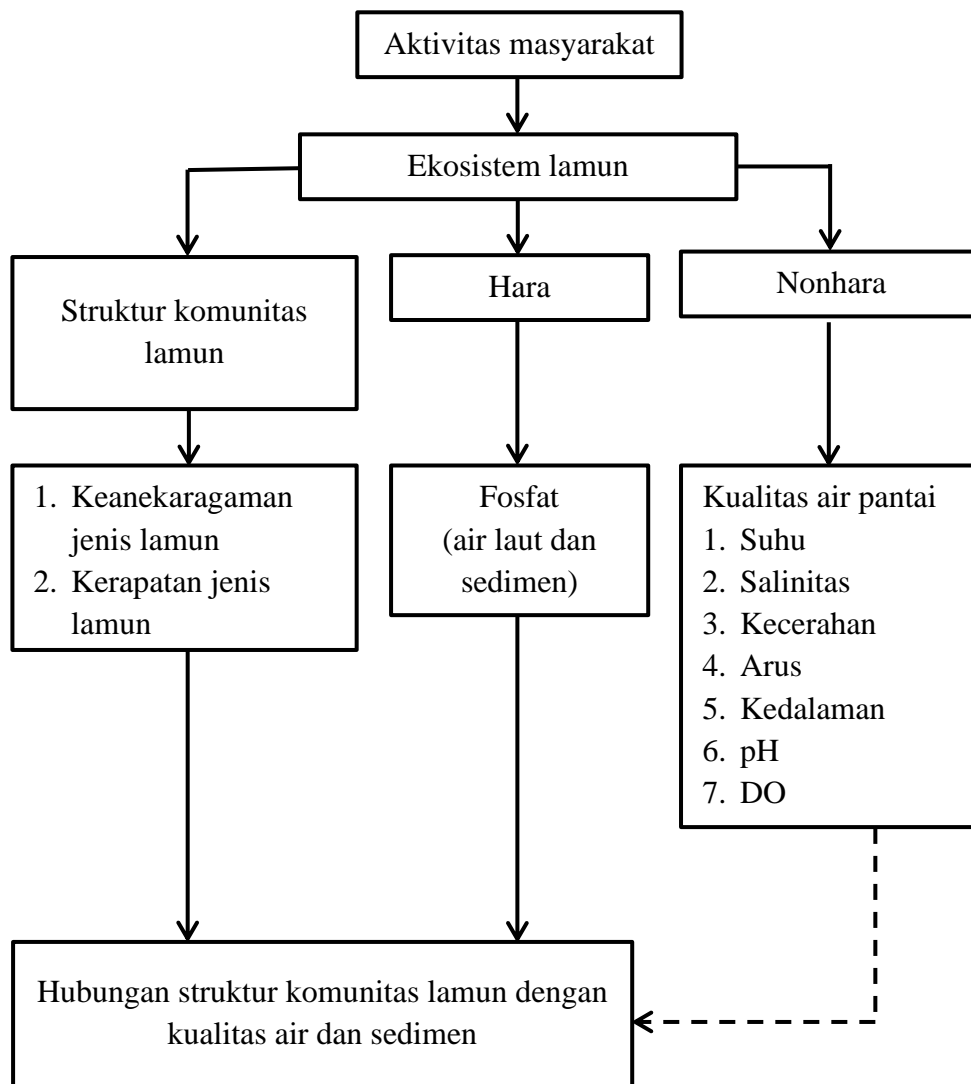 Aktivitas masyarakat
Ekosistem lamun
Struktur komunitas
lamun
Hara
Nonhara
1. Keanekaragaman
jenis lamun
2. Kerapatan jenis
lamun
Fosfat
(air laut dan
sedimen)
Kualitas air pantai
1. Suhu
2. Salinitas
3. Kecerahan
4. Arus
5. Kedalaman
6. pH
7. DO
Hubungan struktur komunitas lamun dengan
kualitas air dan sedimen